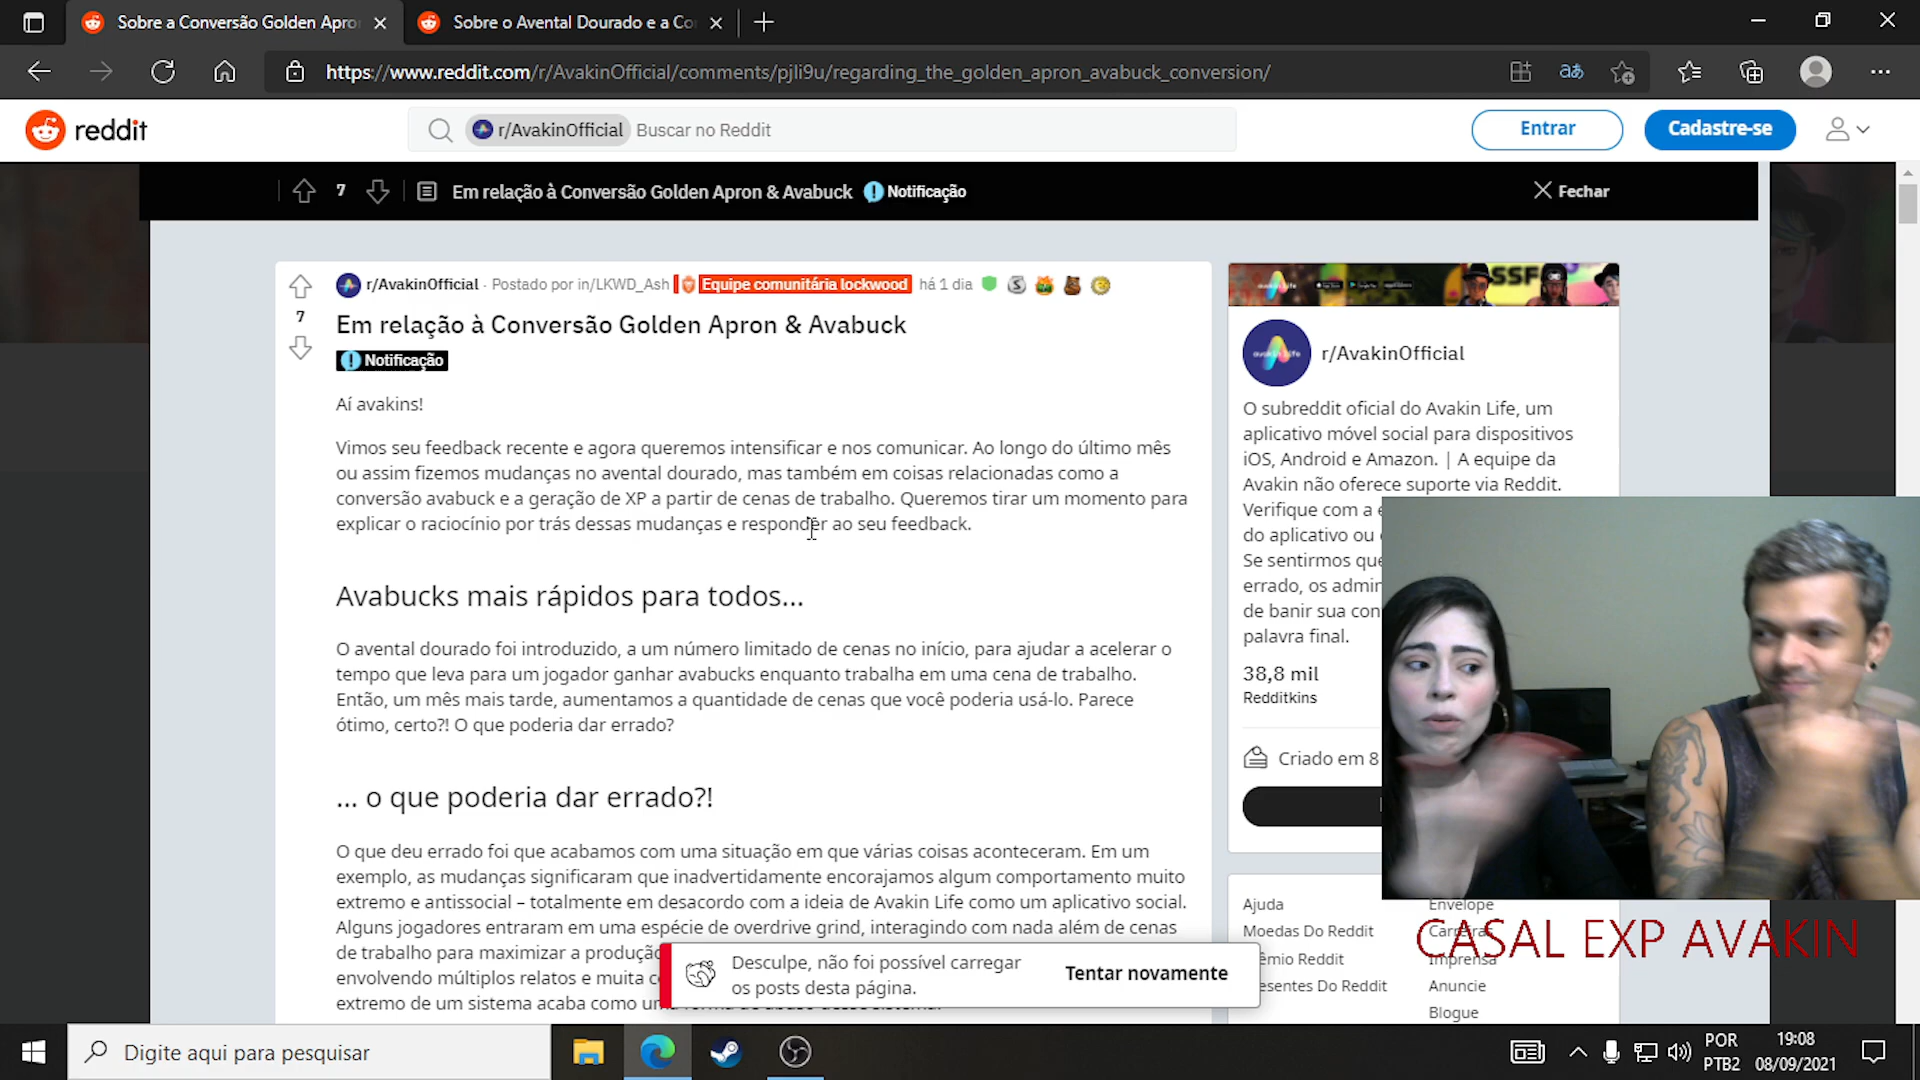 Sobre a Conversão Golden Apro
Sobre o Avental Dourado e a Co
https://www.reddit.com/r/AvakinOfficial/comments/pjli9u/regarding_the_golden_apron_avabuck_conversion/
reddit
r/AvakinOfficial Buscar no Reddit
Entrar
Cadastre-se
7
Em relação à Conversão Golden Apron & Avabuck
Notificação
Fechar
r/AvakinOfficial · Postado por in/LKWD_Ash Equipe comunitária lockwood há 1 dia
7
Em relação à Conversão Golden Apron & Avabuck
Notificação
Aí avakins!
Vimos seu feedback recente e agora queremos intensificar e nos comunicar. Ao longo do último mês
ou assim fizemos mudanças no avental dourado, mas também em coisas relacionadas como a
conversão avabuck e a geração de XP a partir de cenas de trabalho. Queremos tirar um momento para
explicar o raciocínio por trás dessas mudanças e responder ao seu feedback.
Avabucks mais rápidos para todos...
O avental dourado foi introduzido, a um número limitado de cenas no início, para ajudar a acelerar o
tempo que leva para um jogador ganhar avabucks enquanto trabalha em uma cena de trabalho.
Então, um mês mais tarde, aumentamos a quantidade de cenas que você poderia usá-lo. Parece
ótimo, certo?! O que poderia dar errado?
... o que poderia dar errado?!
O que deu errado foi que acabamos com uma situação em que várias coisas aconteceram. Em um
exemplo, as mudanças significaram que inadvertidamente encorajamos algum comportamento muito
extremo e antissocial – totalmente em desacordo com a ideia de Avakin Life como um aplicativo social.
Alguns jogadores entraram em uma espécie de overdrive grind, interagindo com nada além de cenas
de trabalho para maximizar a produção
envolvendo múltiplos relatos e muita c
extremo de um sistema acaba como um
Desculpe, não foi possível carregar
os posts desta página.
Tentar novamente
r/AvakinOfficial
O subreddit oficial do Avakin Life, um
aplicativo móvel social para dispositivos
iOS, Android e Amazon. | A equipe da
Avakin não oferece suporte via Reddit.
Verifique com a e
do aplicativo ou
Se sentirmos que
errado, os admin
de banir sua con
palavra final.
38,8 mil
Redditkins
Criado em 8
Ajuda
Envelope
Moedas Do Reddit
Carreiras
êmio Reddit
Imprensa
esentes Do Reddit
Anuncie
Blogue
CASAL EXP AVAKIN
Digite aqui para pesquisar
POR
PTB2
19:08
08/09/2021